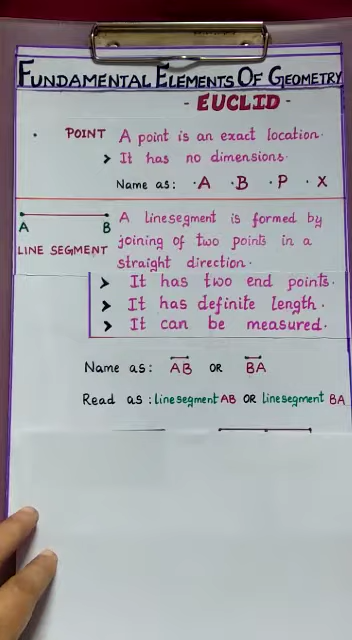 FUNDAMENTAL ELEMENTS OF GEOMETRY
- EUCLID -
POINT A point is an exact location.
➤ It has no dimensions.
Name as: ·A ·B ·P ·X
A B
LINE SEGMENT
A linesegment is formed by
joining of two points in a
straight direction.
➤ It has two end points.
➤ It has definite length.
➤ It can be measured.
Name as: A͞B OR B͞A
Read as : linesegment AB OR linesegment BA